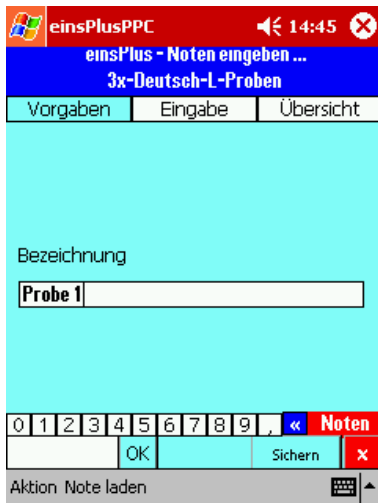 einsPlusPPC 14:45
einsPlus - Noten eingeben ...
3x-Deutsch-L-Proben
Vorgaben Eingabe Übersicht
Bezeichnung
Probe 1
0 1 2 3 4 5 6 7 8 9 , « Noten
OK Sichern x
Aktion Note laden